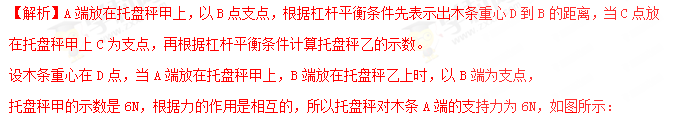 【解析】A端放在托盘秤甲上，以B点支点，根据杠杆平衡条件先表示出木条重心D到B的距离，当C点放
在托盘秤甲上C为支点，再根据杠杆平衡条件计算托盘秤乙的示数。
设木条重心在D点，当A端放在托盘秤甲上，B端放在托盘秤乙上时，以B端为支点，
托盘秤甲的示数是6N，根据力的作用是相互的，所以托盘秤对木条A端的支持力为6N，如图所示：